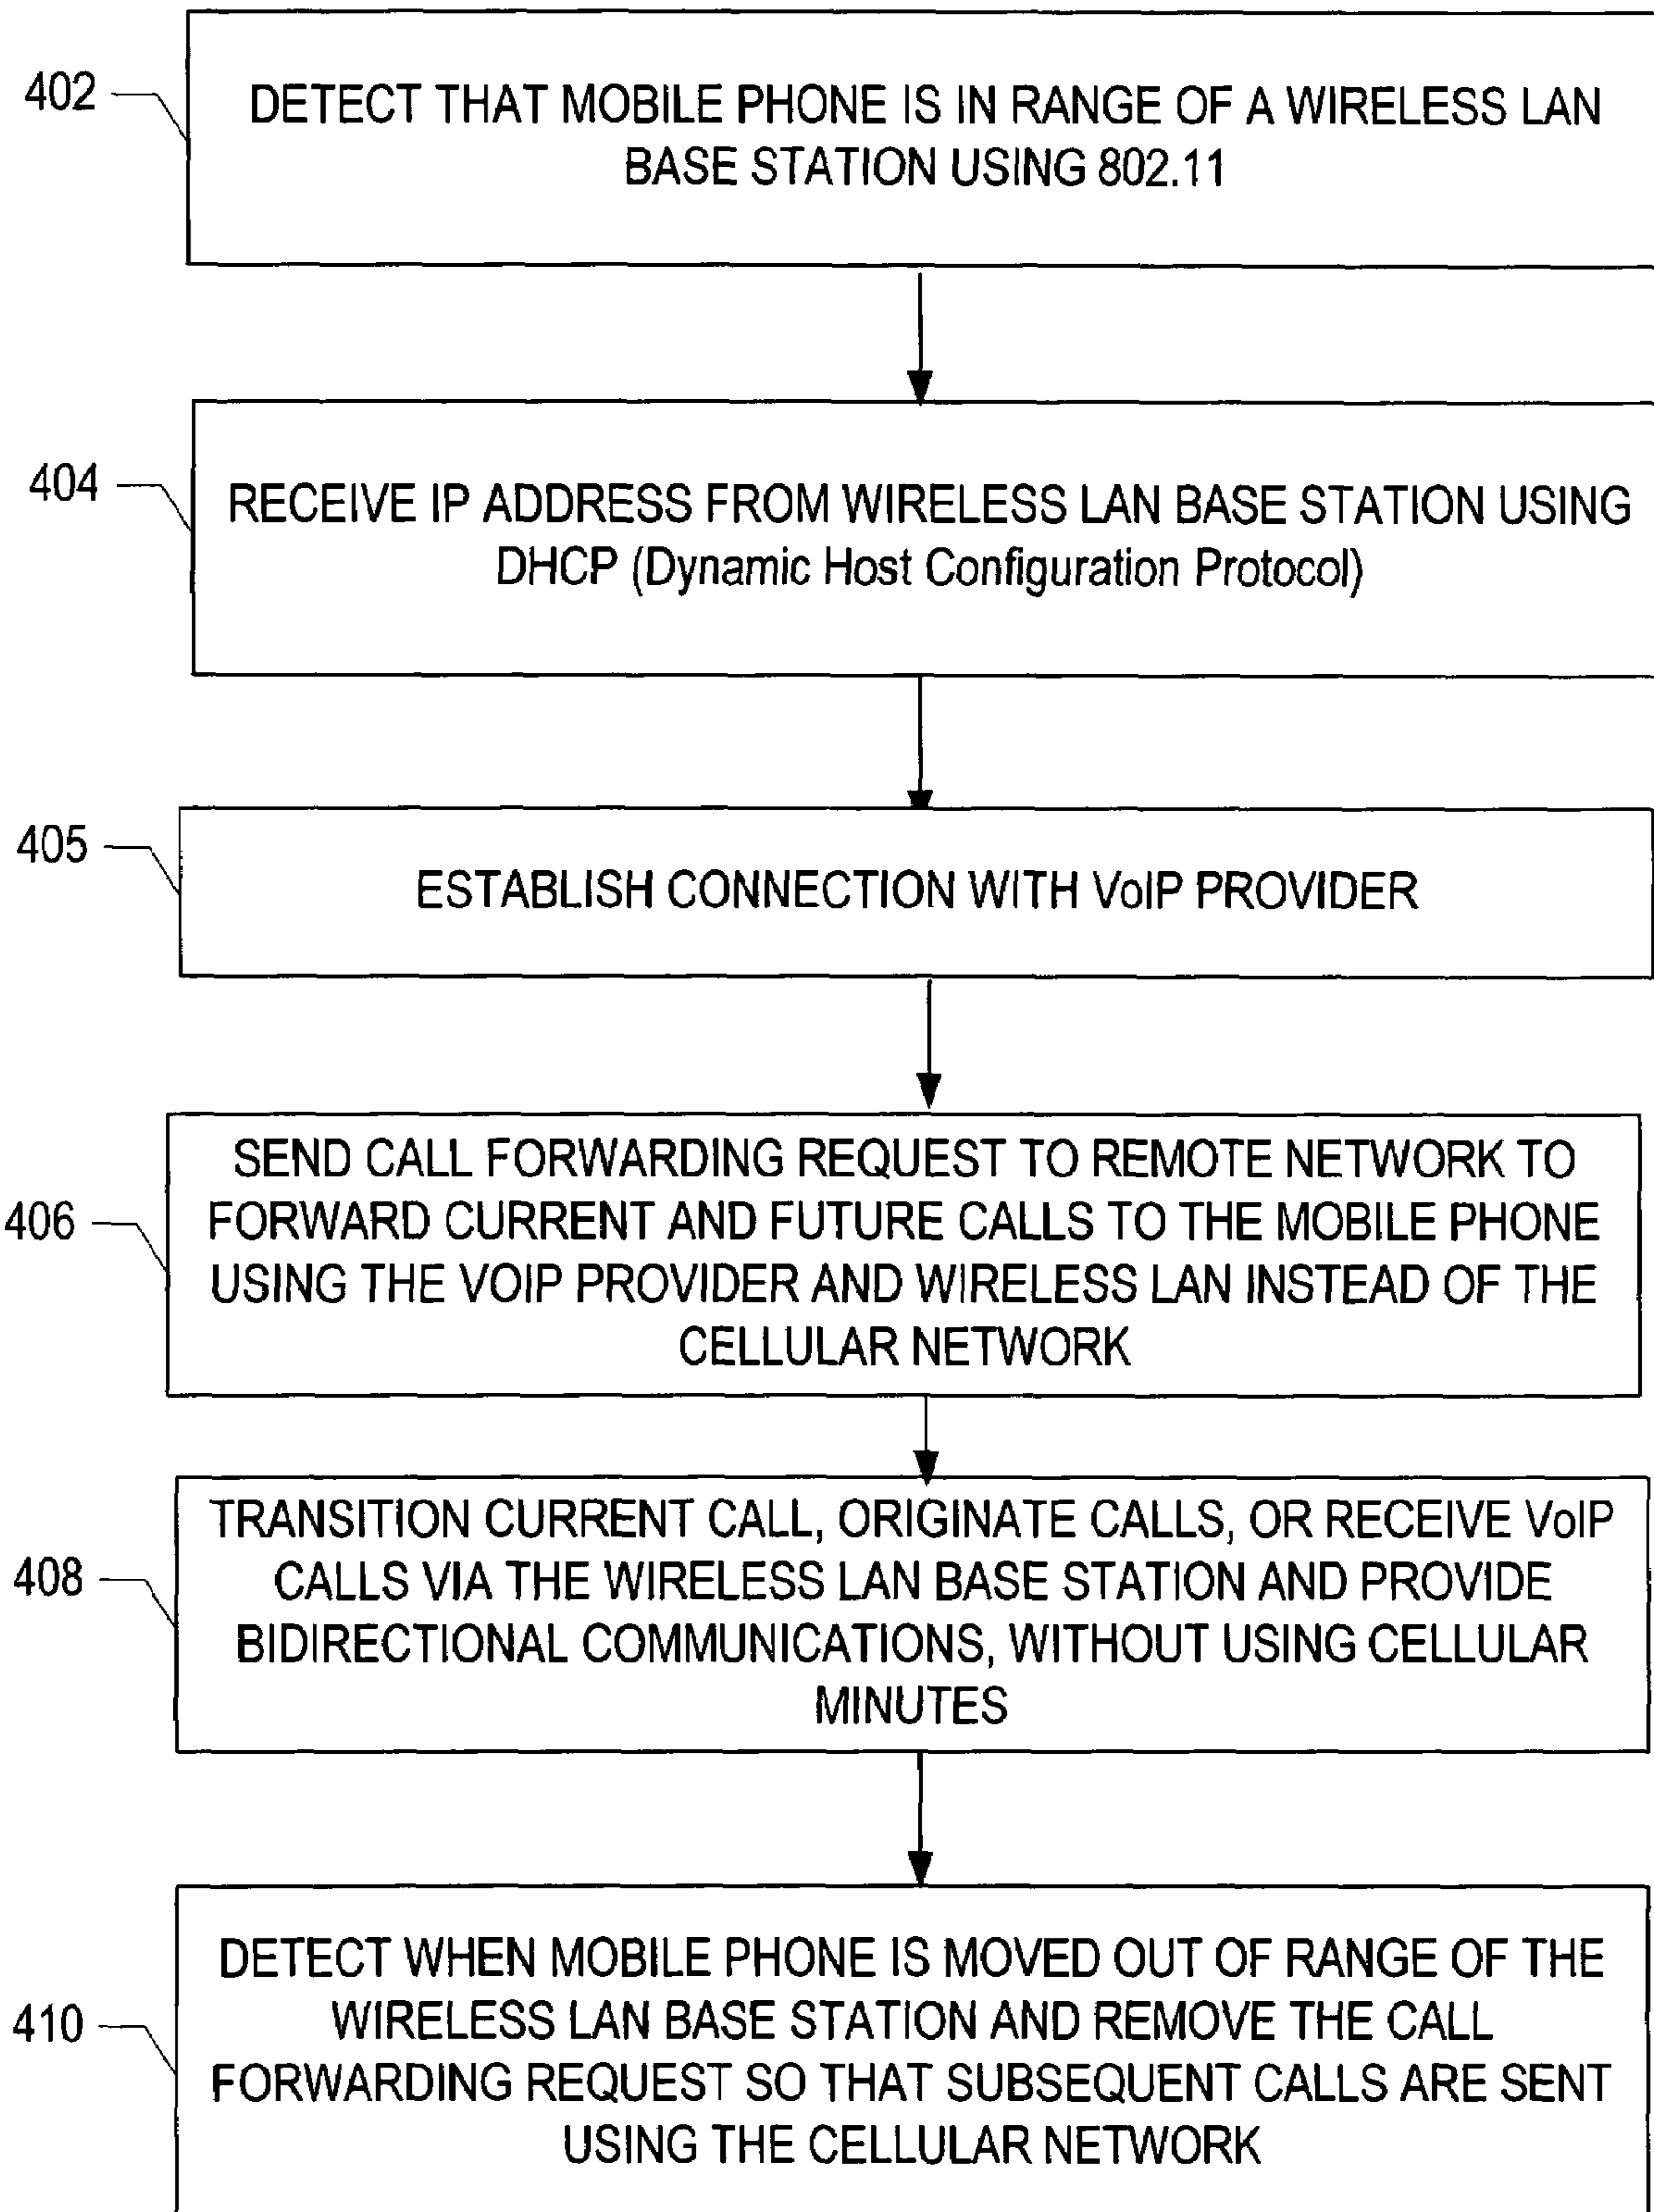 402
DETECT THAT MOBILE PHONE IS IN RANGE OF A WIRELESS LAN
BASE STATION USING 802.11
404
RECEIVE IP ADDRESS FROM WIRELESS LAN BASE STATION USING
DHCP (Dynamic Host Configuration Protocol)
405
ESTABLISH CONNECTION WITH VoIP PROVIDER
406
SEND CALL FORWARDING REQUEST TO REMOTE NETWORK TO
FORWARD CURRENT AND FUTURE CALLS TO THE MOBILE PHONE
USING THE VOIP PROVIDER AND WIRELESS LAN INSTEAD OF THE
CELLULAR NETWORK
408
TRANSITION CURRENT CALL, ORIGINATE CALLS, OR RECEIVE VoIP
CALLS VIA THE WIRELESS LAN BASE STATION AND PROVIDE
BIDIRECTIONAL COMMUNICATIONS, WITHOUT USING CELLULAR
MINUTES
410
DETECT WHEN MOBILE PHONE IS MOVED OUT OF RANGE OF THE
WIRELESS LAN BASE STATION AND REMOVE THE CALL
FORWARDING REQUEST SO THAT SUBSEQUENT CALLS ARE SENT
USING THE CELLULAR NETWORK